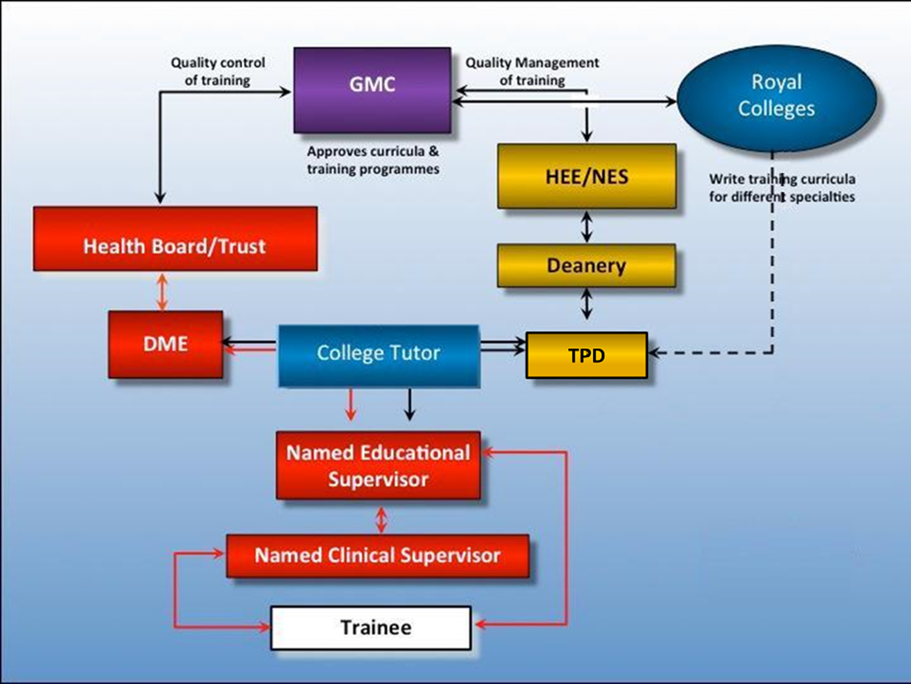 Quality control
of training
GMC
Quality Management
of training
Royal
Colleges
Approves curricula &
training programmes
HEE/NES
Write training curricula
for different specialties
Health Board/Trust
Deanery
DME
College Tutor
TPD
Named Educational
Supervisor
Named Clinical Supervisor
Trainee